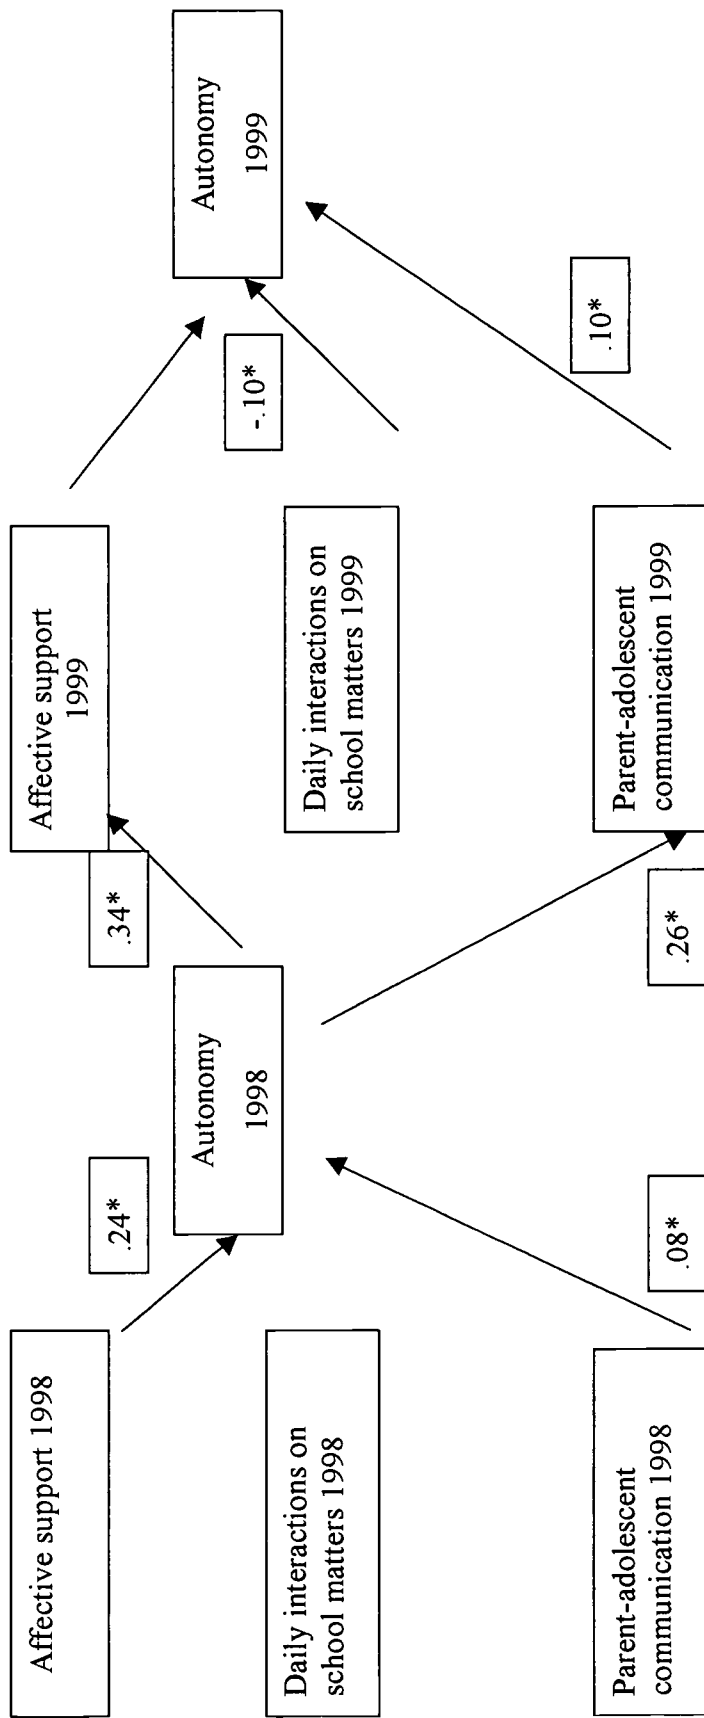 Affective support 1998
Daily interactions on
school matters 1998
Parent-adolescent
communication 1998
.24*
.08*
Autonomy
1998
.34*
.26*
Affective support
1999
Daily interactions on
school matters 1999
Parent-adolescent
communication 1999
-.10*
.10*
Autonomy
1999